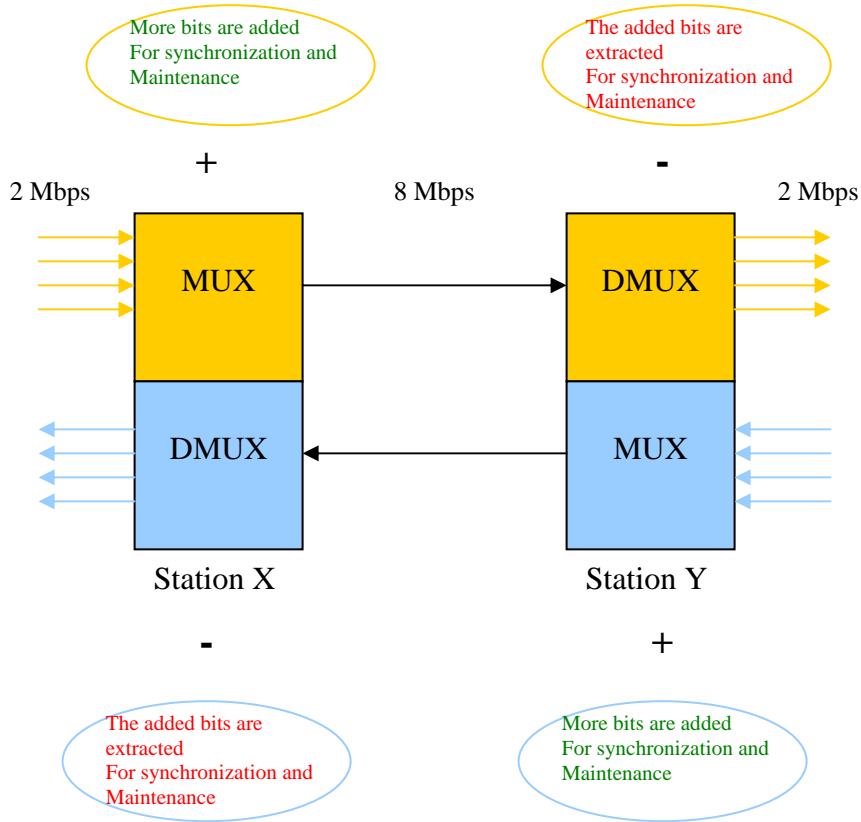 More bits are added
For synchronization and
Maintenance
The added bits are
extracted
For synchronization and
Maintenance
+
-
2 Mbps
8 Mbps
2 Mbps
MUX
DMUX
DMUX
MUX
Station X
Station Y
-
+
The added bits are
extracted
For synchronization and
Maintenance
More bits are added
For synchronization and
Maintenance